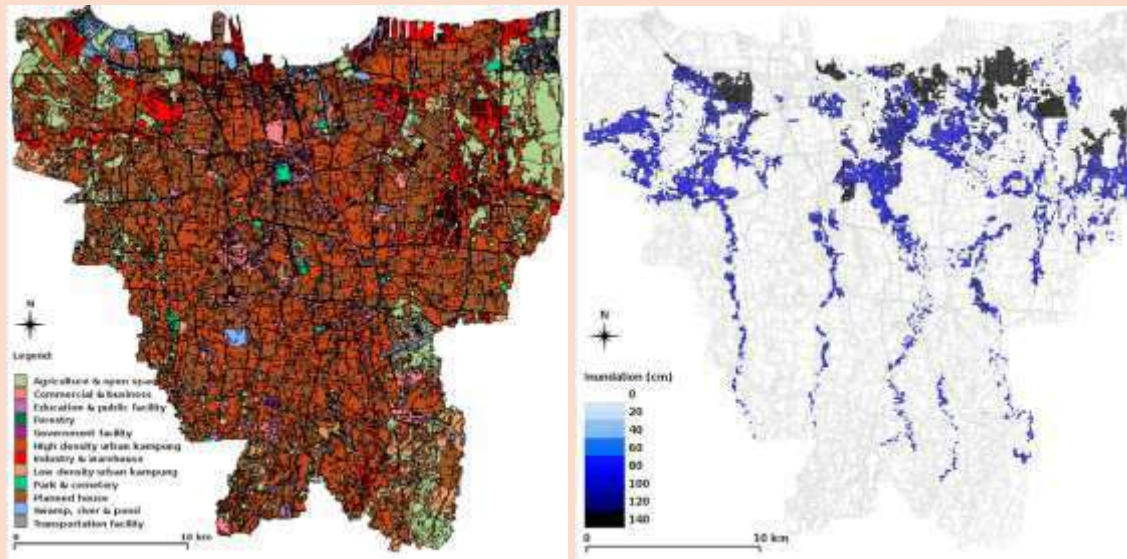 N
Legend:
Agriculture & open space
Commercial & business
Education & public facility
Forestry
Government facility
High density urban kampung
Industry & warehouse
Low density urban kampung
Park & cemetery
Planned house
Swamp, river & pond
Transportation facility
0 10 km
N
Inundation (cm)
0
20
40
60
80
100
120
140
0 10 km